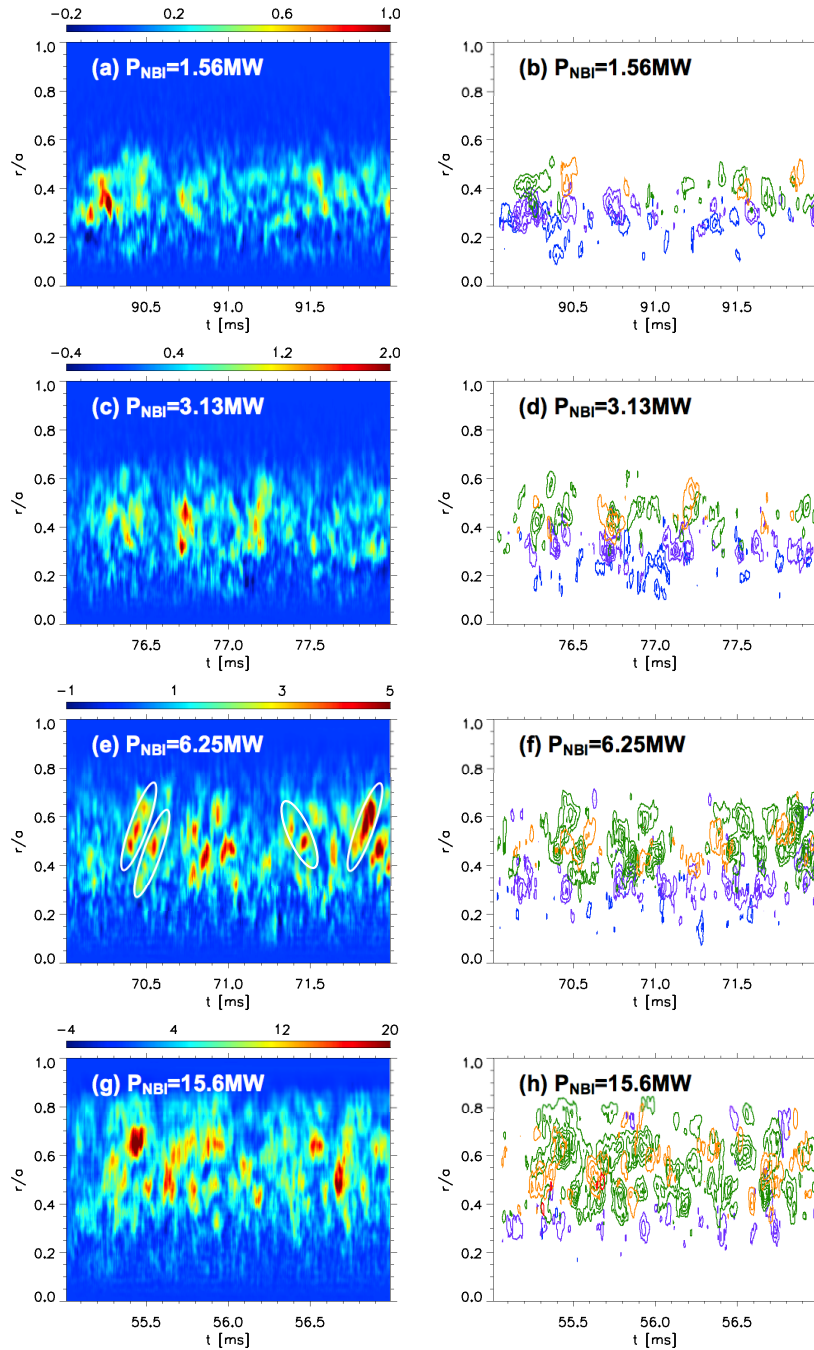 −0.2 0.2 0.6 1.0
(a) P_NBI=1.56MW
(b) P_NBI=1.56MW
1.0 1.0
0.8 0.8
0.6 0.6
r/a r/a
0.4 0.4
0.2 0.2
0.0 0.0
90.5 91.0 91.5 90.5 91.0 91.5
t [ms] t [ms]
−0.4 0.4 1.2 2.0
(c) P_NBI=3.13MW
(d) P_NBI=3.13MW
1.0 1.0
0.8 0.8
0.6 0.6
r/a r/a
0.4 0.4
0.2 0.2
0.0 0.0
76.5 77.0 77.5 76.5 77.0 77.5
t [ms] t [ms]
−1 1 3 5
(e) P_NBI=6.25MW
(f) P_NBI=6.25MW
1.0 1.0
0.8 0.8
0.6 0.6
r/a r/a
0.4 0.4
0.2 0.2
0.0 0.0
70.5 71.0 71.5 70.5 71.0 71.5
t [ms] t [ms]
−4 4 12 20
(g) P_NBI=15.6MW
(h) P_NBI=15.6MW
1.0 1.0
0.8 0.8
0.6 0.6
r/a r/a
0.4 0.4
0.2 0.2
0.0 0.0
55.5 56.0 56.5 55.5 56.0 56.5
t [ms] t [ms]